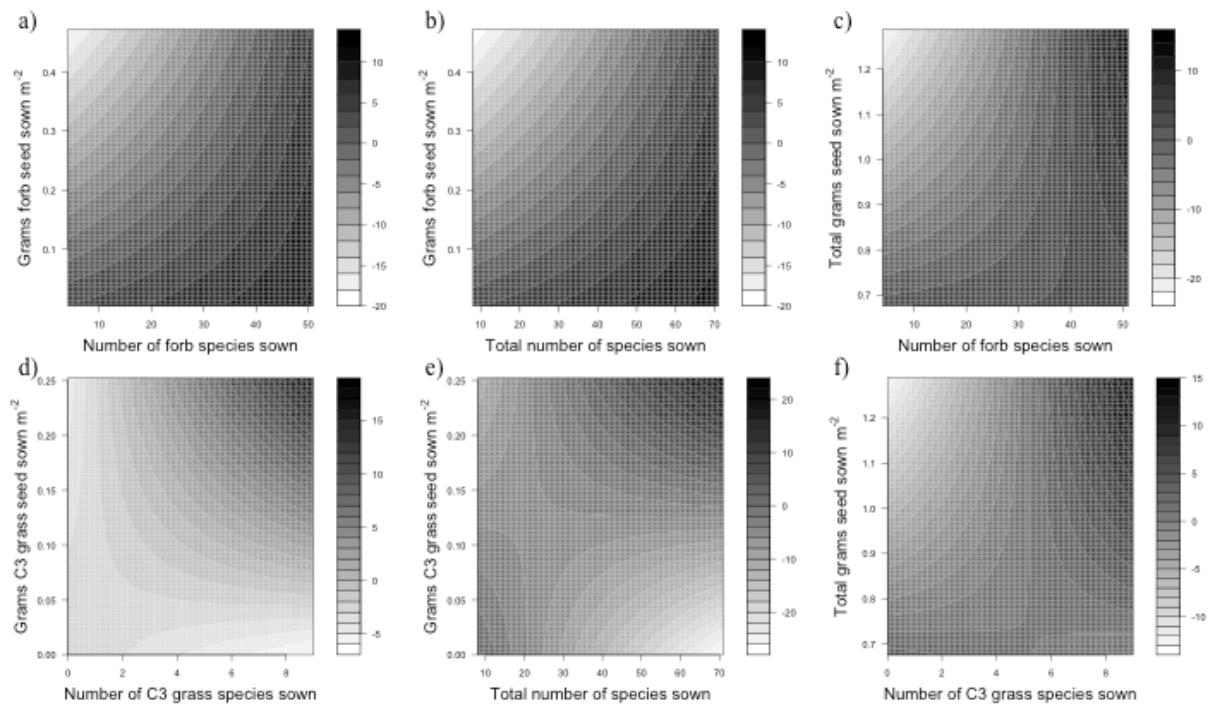 a)
Grams forb seed sown m-2
0.4
0.3
0.2
0.1
10 20 30 40 50
Number of forb species sown
10
5
0
-5
-10
-15
-20
b)
Grams forb seed sown m-2
0.4
0.3
0.2
0.1
10 20 30 40 50 60 70
Total number of species sown
10
5
0
-5
-10
-15
-20
c)
Total grams seed sown m-2
1.2
1.1
1.0
0.9
0.8
0.7
10 20 30 40 50
Number of forb species sown
10
0
-10
-20
d)
Grams C3 grass seed sown m-2
0.25
0.20
0.15
0.10
0.05
0.00
0 2 4 6 8
Number of C3 grass species sown
15
10
5
0
-5
e)
Grams C3 grass seed sown m-2
0.25
0.20
0.15
0.10
0.05
0.00
10 20 30 40 50 60 70
Total number of species sown
20
10
0
-10
-20
f)
Total grams seed sown m-2
1.2
1.1
1.0
0.9
0.8
0.7
0 2 4 6 8
Number of C3 grass species sown
15
10
5
0
-5
-10